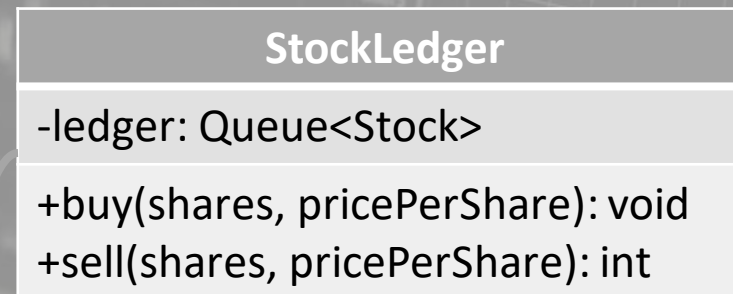 StockLedger
-ledger: Queue<Stock>
+buy(shares, pricePerShare): void
+sell(shares, pricePerShare): int